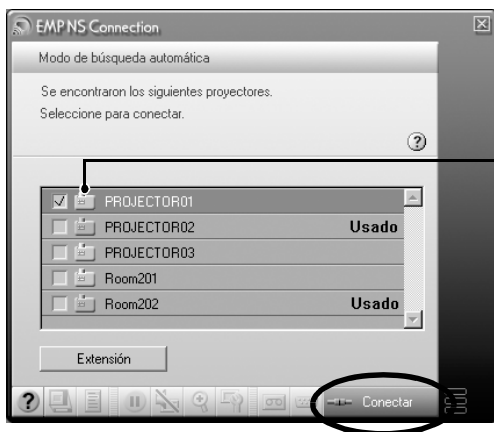 EMP NS Connection
Modo de búsqueda automática
Se encontraron los siguientes proyectores.
Seleccione para conectar.
PROJECTOR01
PROJECTOR02 Usado
PROJECTOR03
Room201
Room202 Usado
Extensión
Conectar